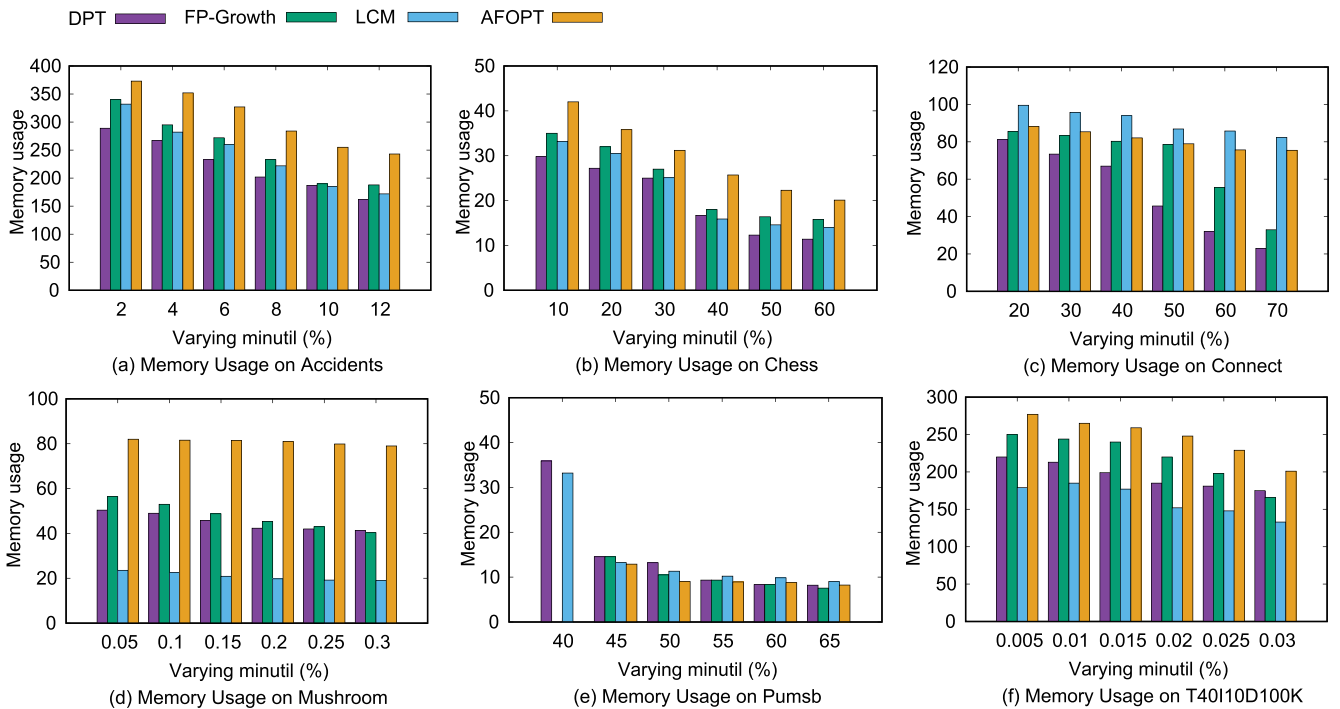 DPT FP-Growth LCM AFOPT
400
350
300
250
200
150
100
50
0
Memory usage
2 4 6 8 10 12
Varying minutil (%)
(a) Memory Usage on Accidents
50
40
30
20
10
0
Memory usage
10 20 30 40 50 60
Varying minutil (%)
(b) Memory Usage on Chess
120
100
80
60
40
20
0
Memory usage
20 30 40 50 60 70
Varying minutil (%)
(c) Memory Usage on Connect
100
80
60
40
20
0
Memory usage
0.05 0.1 0.15 0.2 0.25 0.3
Varying minutil (%)
(d) Memory Usage on Mushroom
50
40
30
20
10
0
Memory usage
40 45 50 55 60 65
Varying minutil (%)
(e) Memory Usage on Pumsb
300
250
200
150
100
50
0
Memory usage
0.005 0.01 0.015 0.02 0.025 0.03
Varying minutil (%)
(f) Memory Usage on T40I10D100K